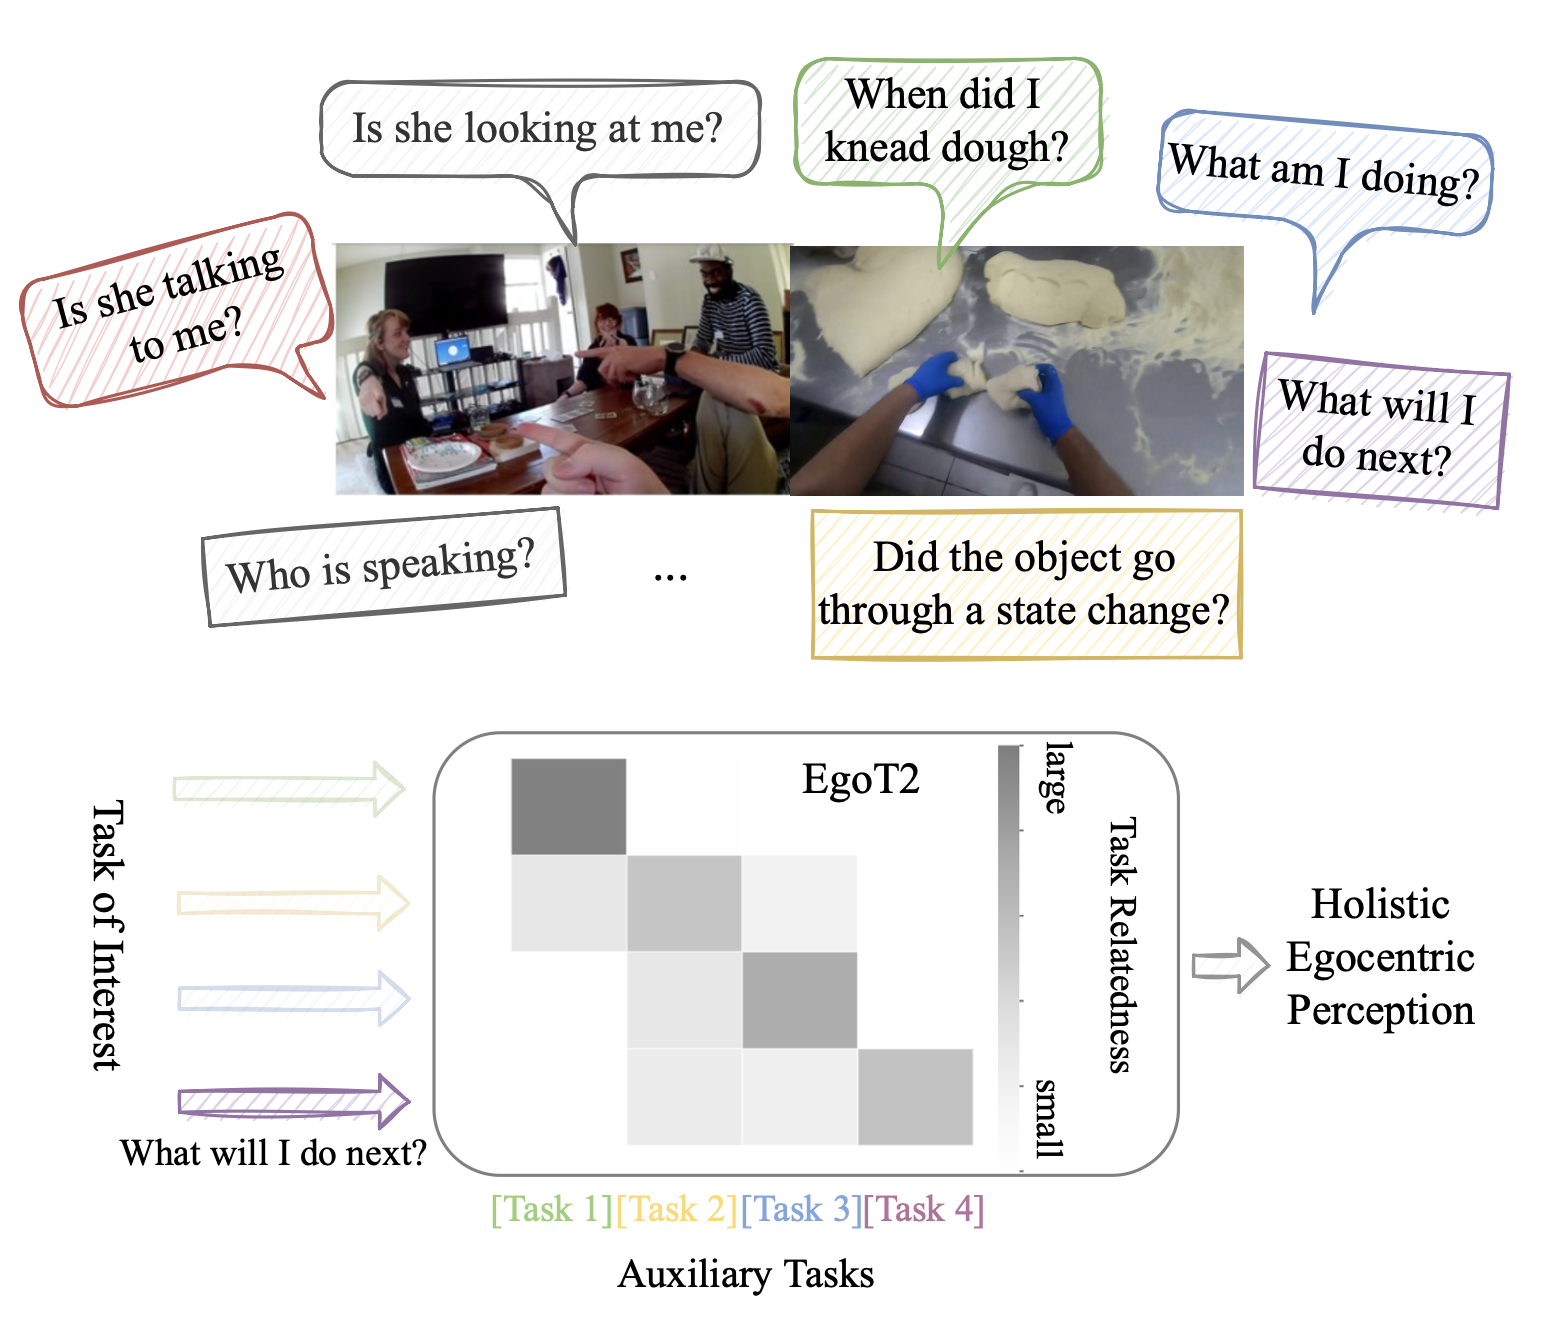 Is she looking at me?
When did I
knead dough?
What am I doing?
Is she talking
to me?
What will I
do next?
Who is speaking?
...
Did the object go
through a state change?
Task of Interest
What will I do next?
EgoT2
large
small
Task Relatedness
[Task 1][Task 2][Task 3][Task 4]
Auxiliary Tasks
Holistic
Egocentric
Perception